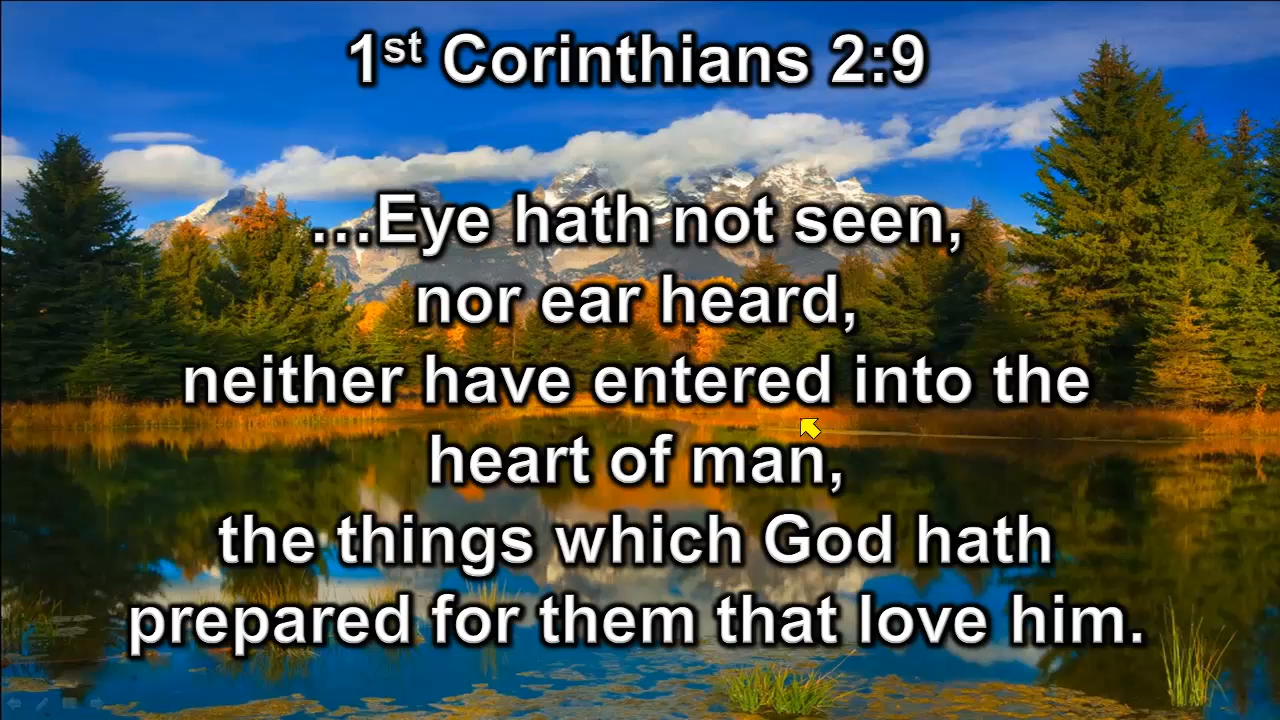 1st Corinthians 2:9
...Eye hath not seen,
nor ear heard,
neither have entered into the
heart of man,
the things which God hath
prepared for them that love him.